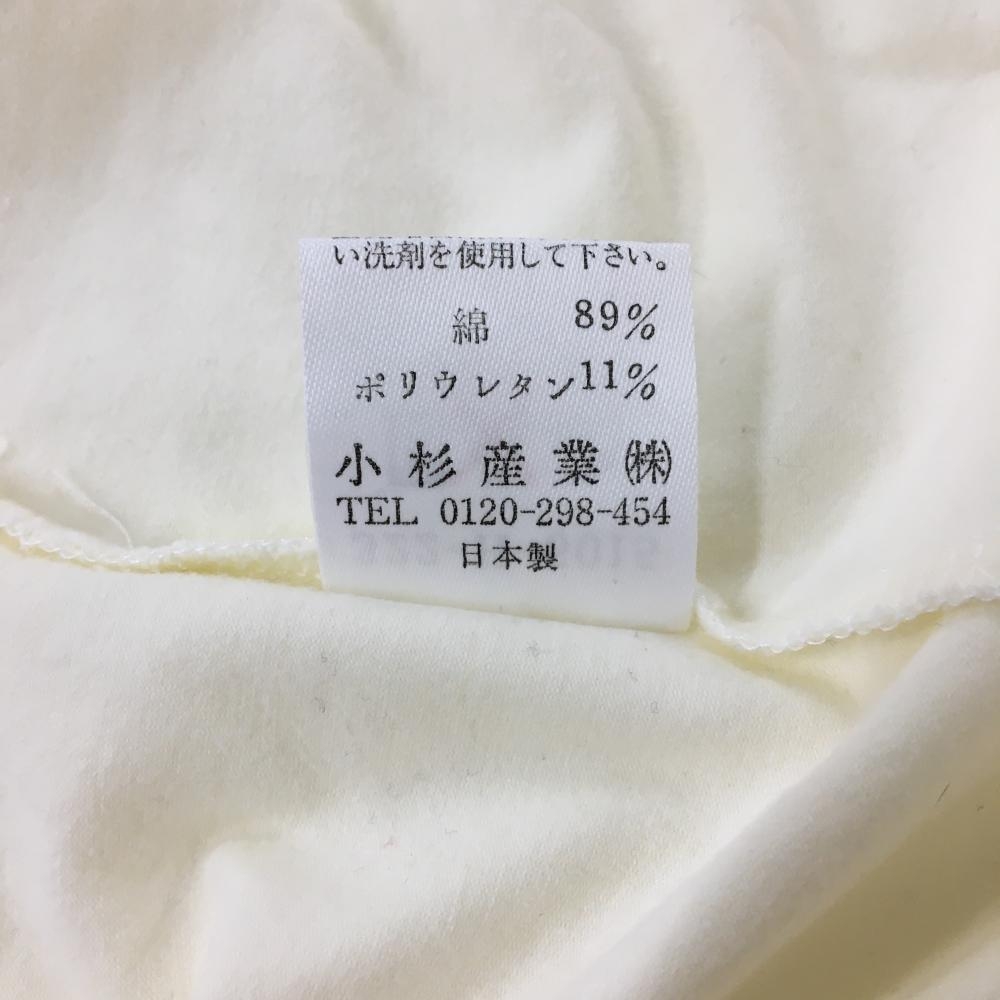 い洗剤を使用して下さい。
綿 89%
ポリウレタン11%
小杉産業㈱
TEL 0120-298-454
日本製